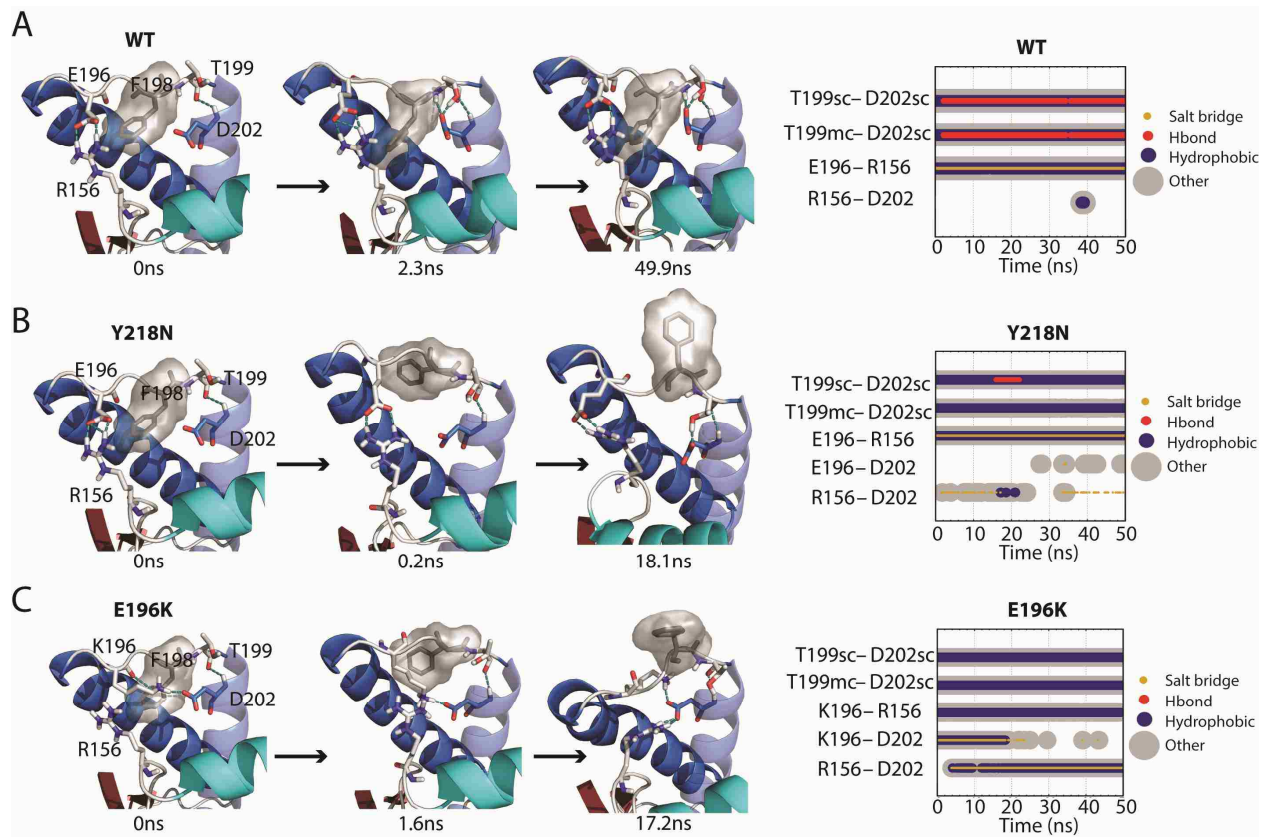 A
WT
E196
F198
T199
D202
R156
0ns
2.3ns
49.9ns
WT
T199sc–D202sc
T199mc–D202sc
E196–R156
R156–D202
0 10 20 30 40 50
Time (ns)
Salt bridge
Hbond
Hydrophobic
Other
B
Y218N
E196
F198
T199
D202
R156
0ns
0.2ns
18.1ns
Y218N
T199sc–D202sc
T199mc–D202sc
E196–R156
E196–D202
R156–D202
0 10 20 30 40 50
Time (ns)
Salt bridge
Hbond
Hydrophobic
Other
C
E196K
K196
F198
T199
D202
R156
0ns
1.6ns
17.2ns
E196K
T199sc–D202sc
T199mc–D202sc
K196–R156
K196–D202
R156–D202
0 10 20 30 40 50
Time (ns)
Salt bridge
Hbond
Hydrophobic
Other